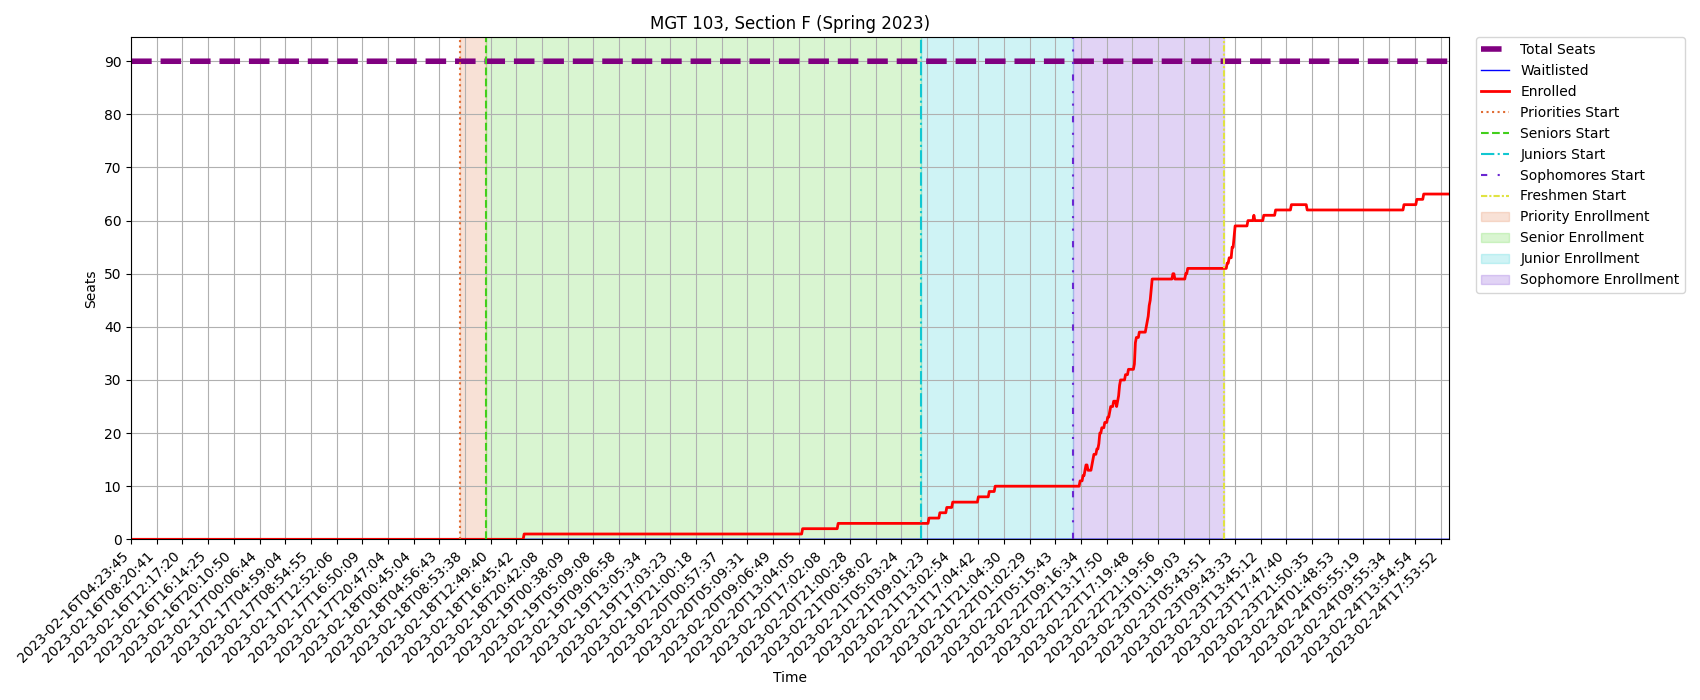 MGT 103, Section F (Spring 2023)
Seats
90
80
70
60
50
40
30
20
10
0
2023-02-16T04:23:45
2023-02-16T08:20:41
2023-02-16T12:17:20
2023-02-16T16:14:25
2023-02-16T20:10:50
2023-02-17T00:06:44
2023-02-17T04:59:04
2023-02-17T08:54:55
2023-02-17T12:52:06
2023-02-17T16:50:09
2023-02-17T20:47:04
2023-02-18T00:45:04
2023-02-18T04:56:43
2023-02-18T08:53:38
2023-02-18T12:49:40
2023-02-18T16:45:42
2023-02-18T20:42:08
2023-02-19T00:38:09
2023-02-19T05:09:08
2023-02-19T09:06:58
2023-02-19T13:05:34
2023-02-19T17:03:23
2023-02-19T21:00:18
2023-02-20T00:57:37
2023-02-20T05:09:31
2023-02-20T09:06:49
2023-02-20T13:04:05
2023-02-20T17:02:08
2023-02-20T21:00:28
2023-02-21T00:58:02
2023-02-21T05:03:24
2023-02-21T09:01:23
2023-02-21T13:02:54
2023-02-21T17:04:42
2023-02-21T21:04:30
2023-02-22T01:02:29
2023-02-22T05:15:43
2023-02-22T09:16:34
2023-02-22T13:17:50
2023-02-22T17:19:48
2023-02-22T21:19:56
2023-02-23T01:19:03
2023-02-23T05:43:51
2023-02-23T09:43:33
2023-02-23T13:45:12
2023-02-23T17:47:40
2023-02-23T21:50:35
2023-02-24T01:48:53
2023-02-24T05:55:19
2023-02-24T09:55:34
2023-02-24T13:54:54
2023-02-24T17:53:52
Time
Total Seats
Waitlisted
Enrolled
Priorities Start
Seniors Start
Juniors Start
Sophomores Start
Freshmen Start
Priority Enrollment
Senior Enrollment
Junior Enrollment
Sophomore Enrollment